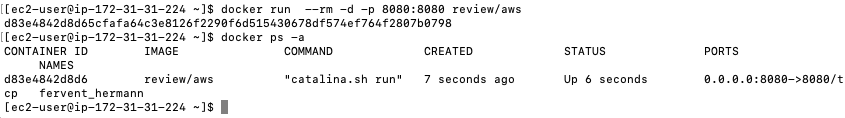 [[ec2-user@ip-172-31-31-224 ~]$ docker run  --rm -d -p 8080:8080 review/aws
d83e4842d8d65cfafa64c3e8126f2290f6d515430678df574ef764f2807b0798
[[ec2-user@ip-172-31-31-224 ~]$ docker ps -a
CONTAINER ID        IMAGE               COMMAND             CREATED             STATUS              PORTS
     NAMES
d83e4842d8d6        review/aws          "catalina.sh run"   7 seconds ago       Up 6 seconds        0.0.0.0:8080->8080/t
cp   fervent_hermann
[ec2-user@ip-172-31-31-224 ~]$